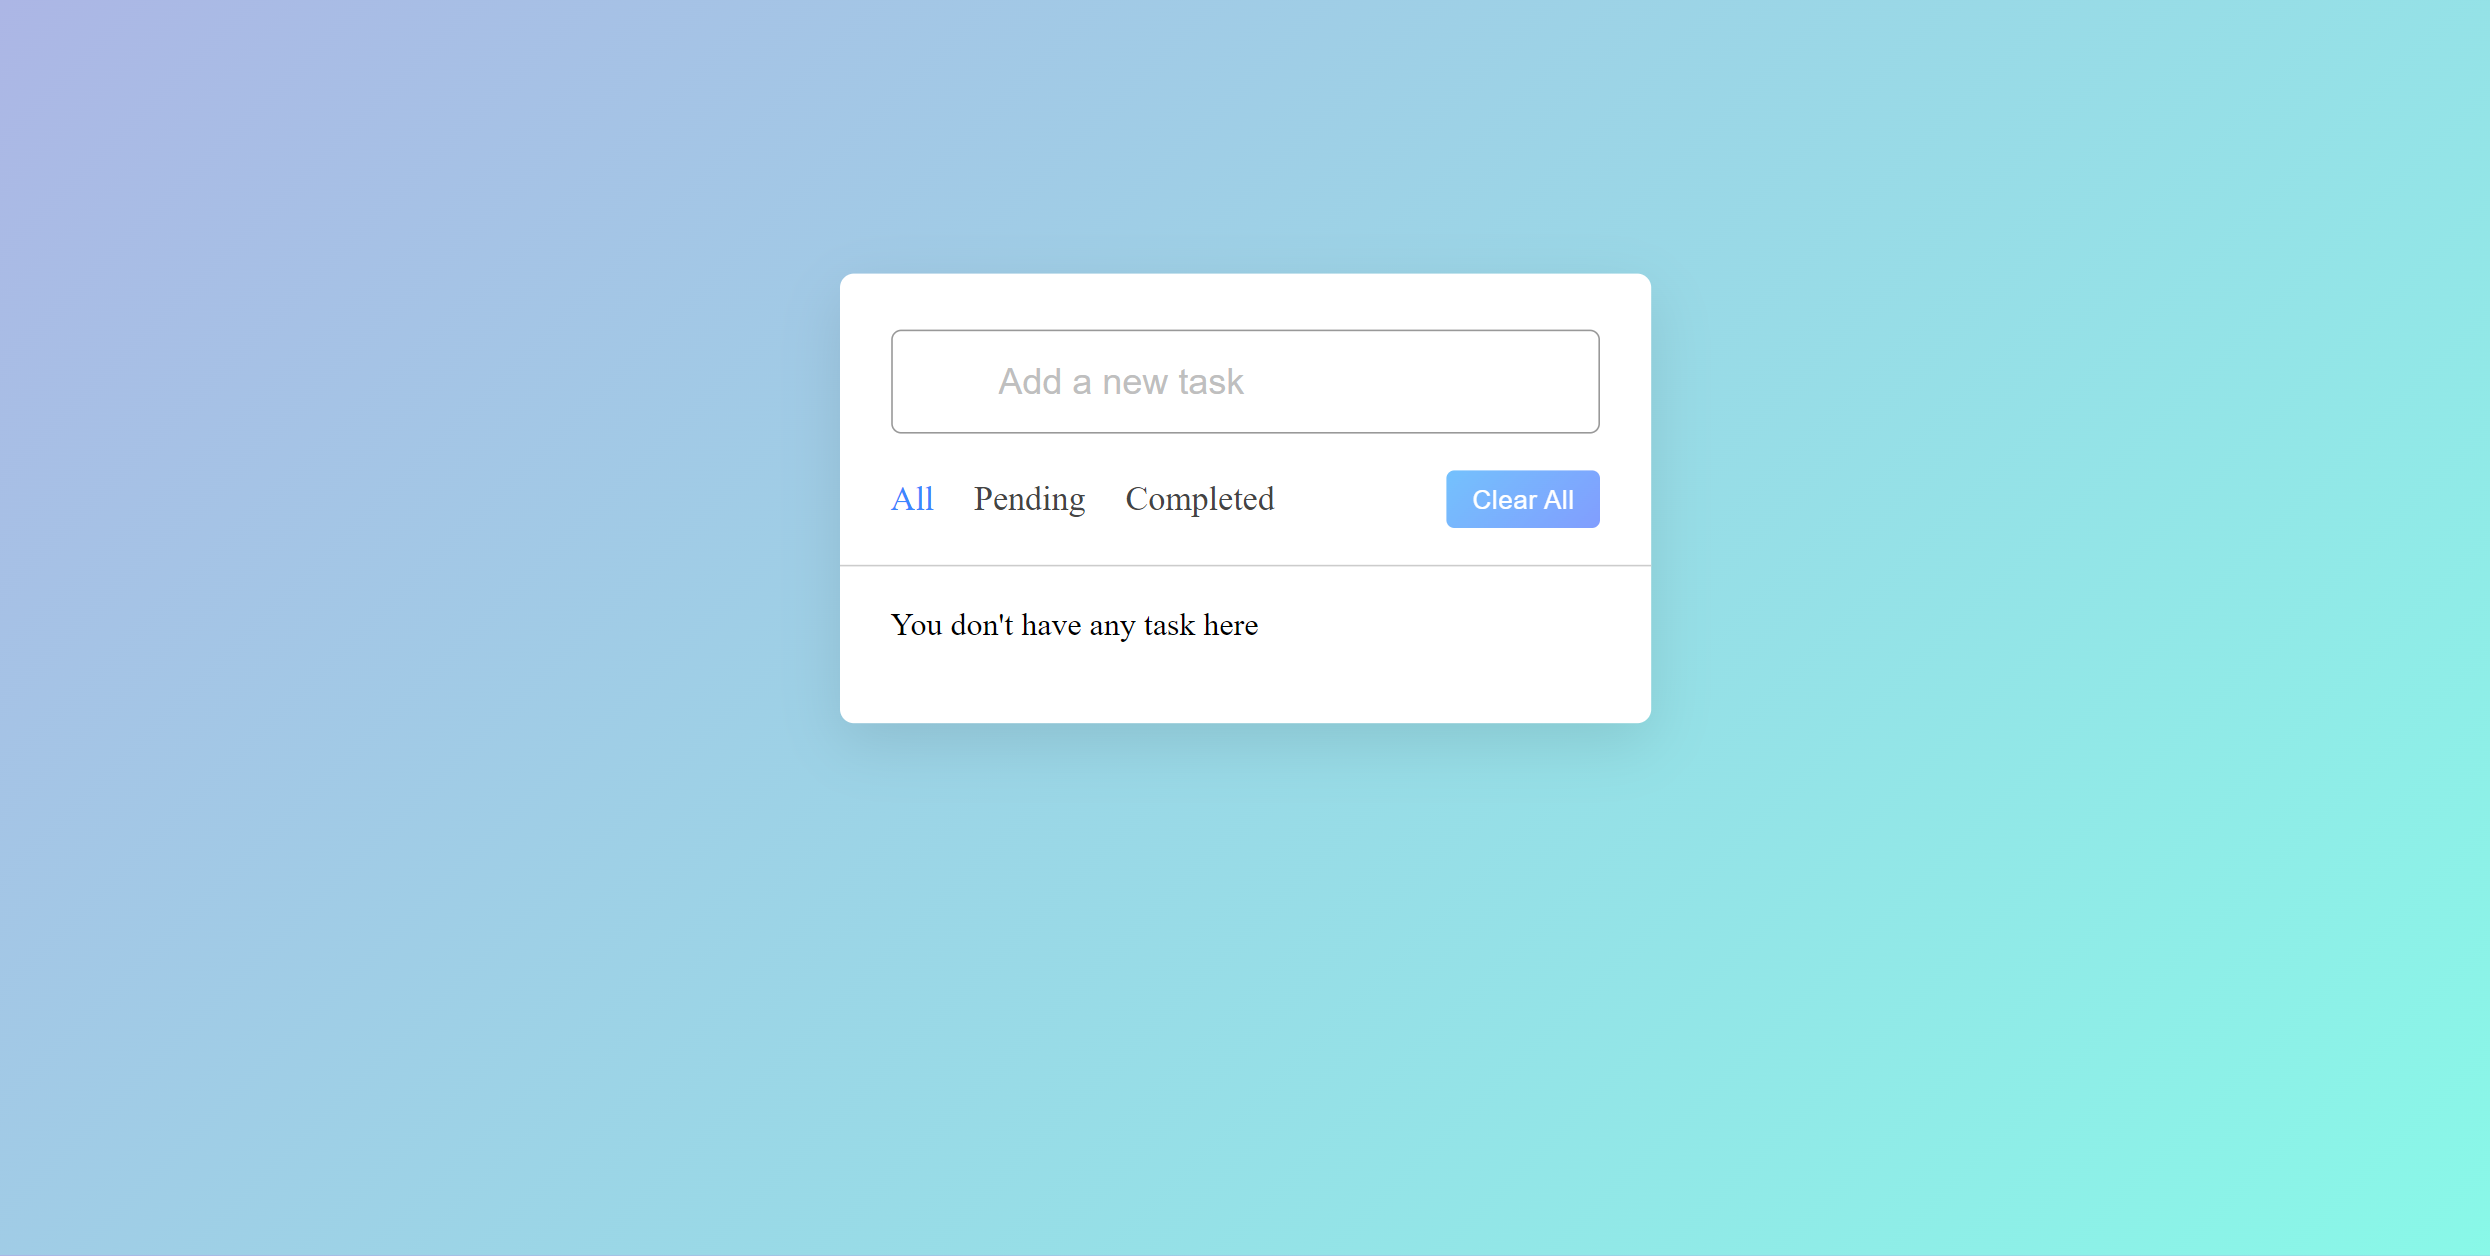 Add a new task
All Pending Completed Clear All
You don't have any task here